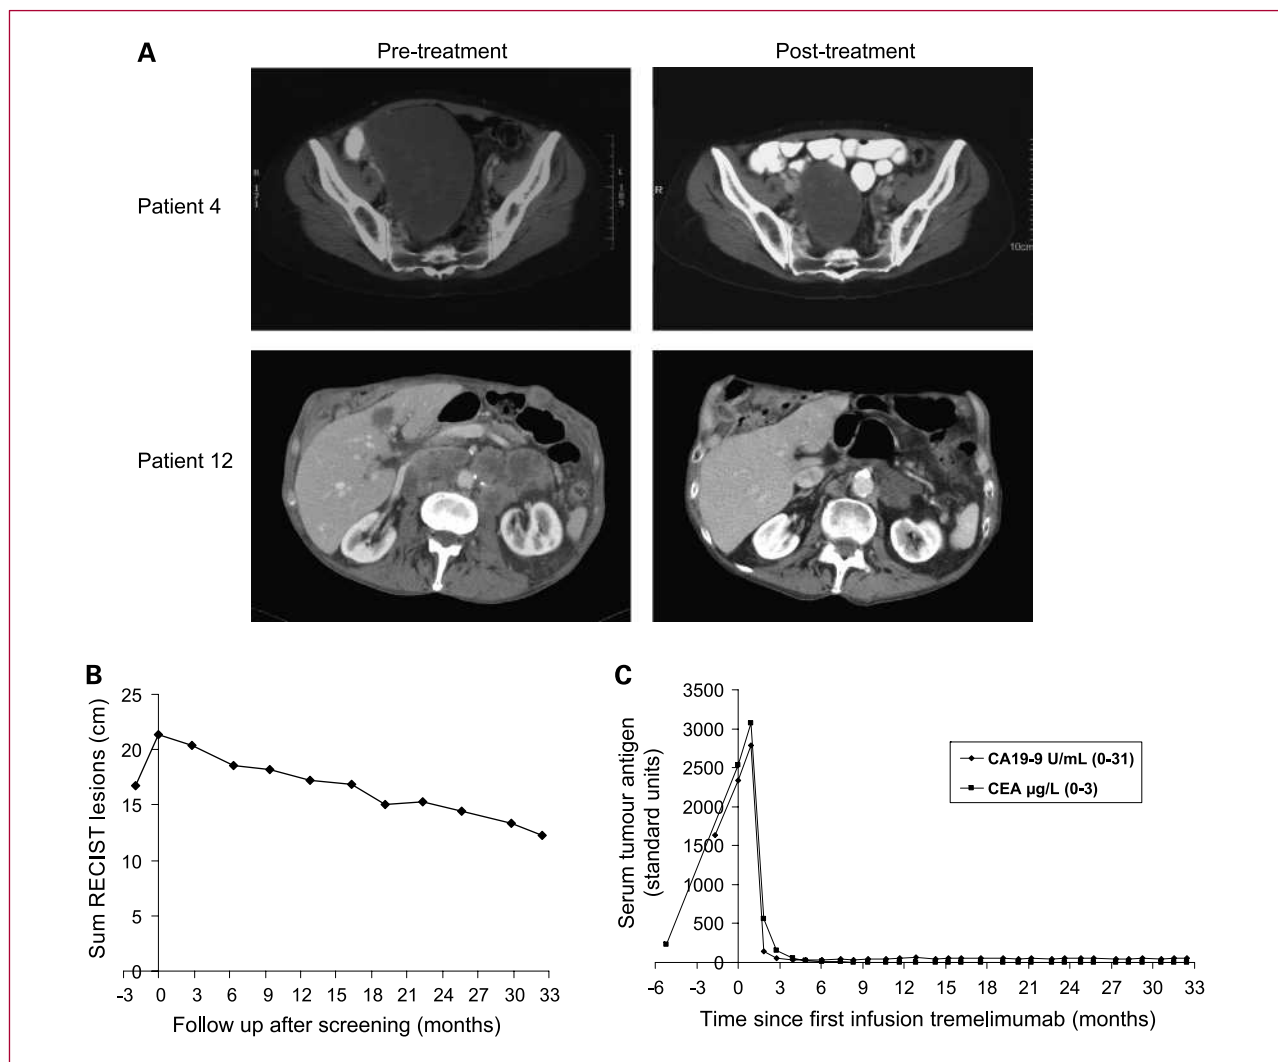 A
Pre-treatment
Post-treatment
Patient 4
R
10cm
Patient 12
B
Sum RECIST lesions (cm)
25
20
15
10
5
0
-3 0 3 6 9 12 15 18 21 24 27 30 33
Follow up after screening (months)
C
Serum tumour antigen
(standard units)
3500
3000
2500
2000
1500
1000
500
0
-6 -3 0 3 6 9 12 15 18 21 24 27 30 33
Time since first infusion tremelimumab (months)
CA19-9 U/mL (0-31)
CEA µg/L (0-3)